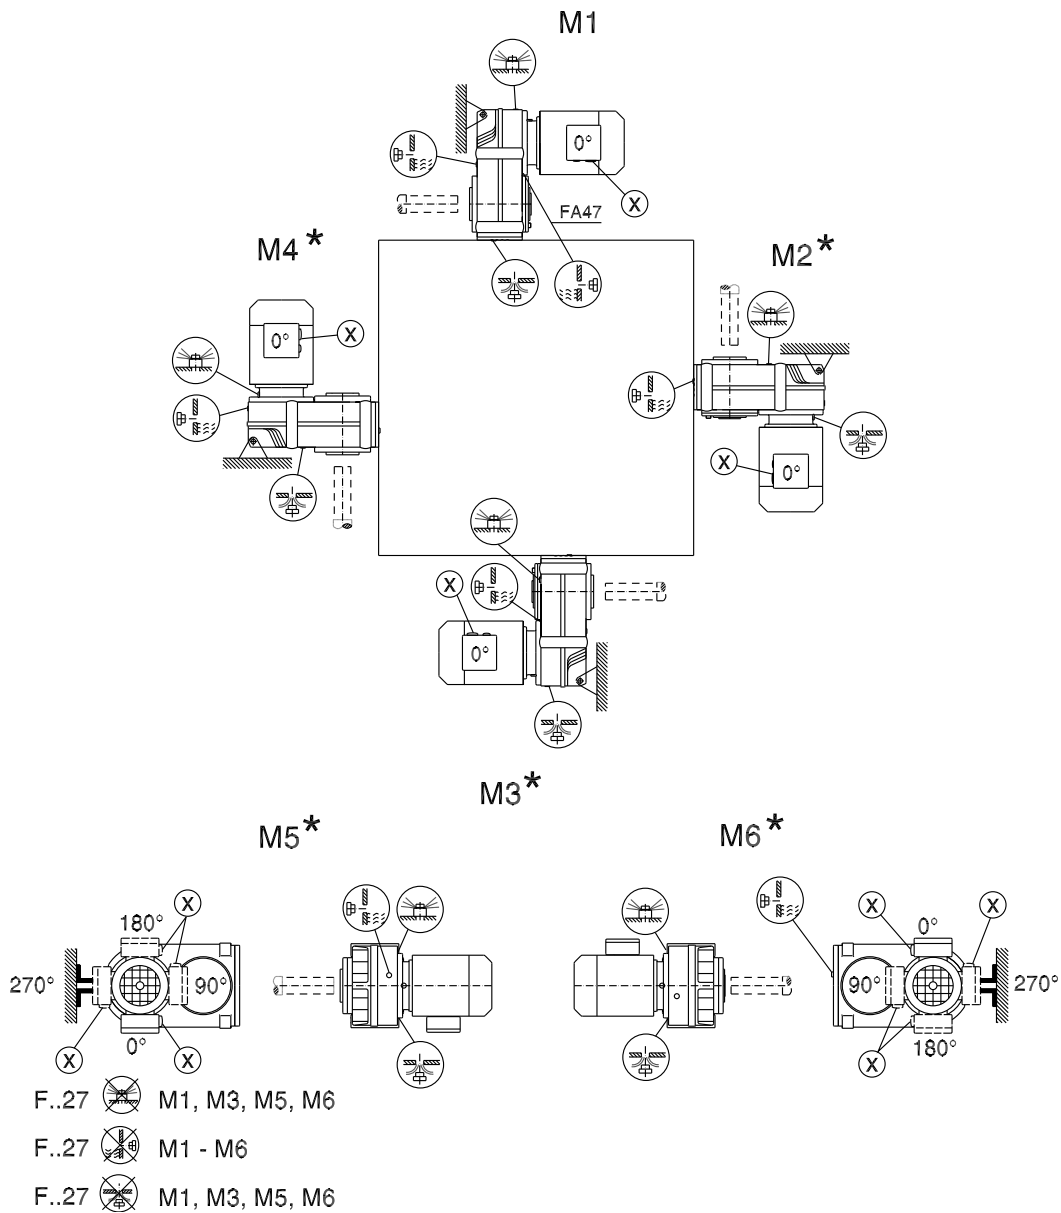 M1
0°
X
FA47
M4*
M2*
0°
X
X
0°
X
0°
M3*
M5*
M6*
X
X
X
180°
0°
270°
90°
90°
270°
0°
180°
X
X
X
F..27 M1, M3, M5, M6
F..27 M1 - M6
F..27 M1, M3, M5, M6